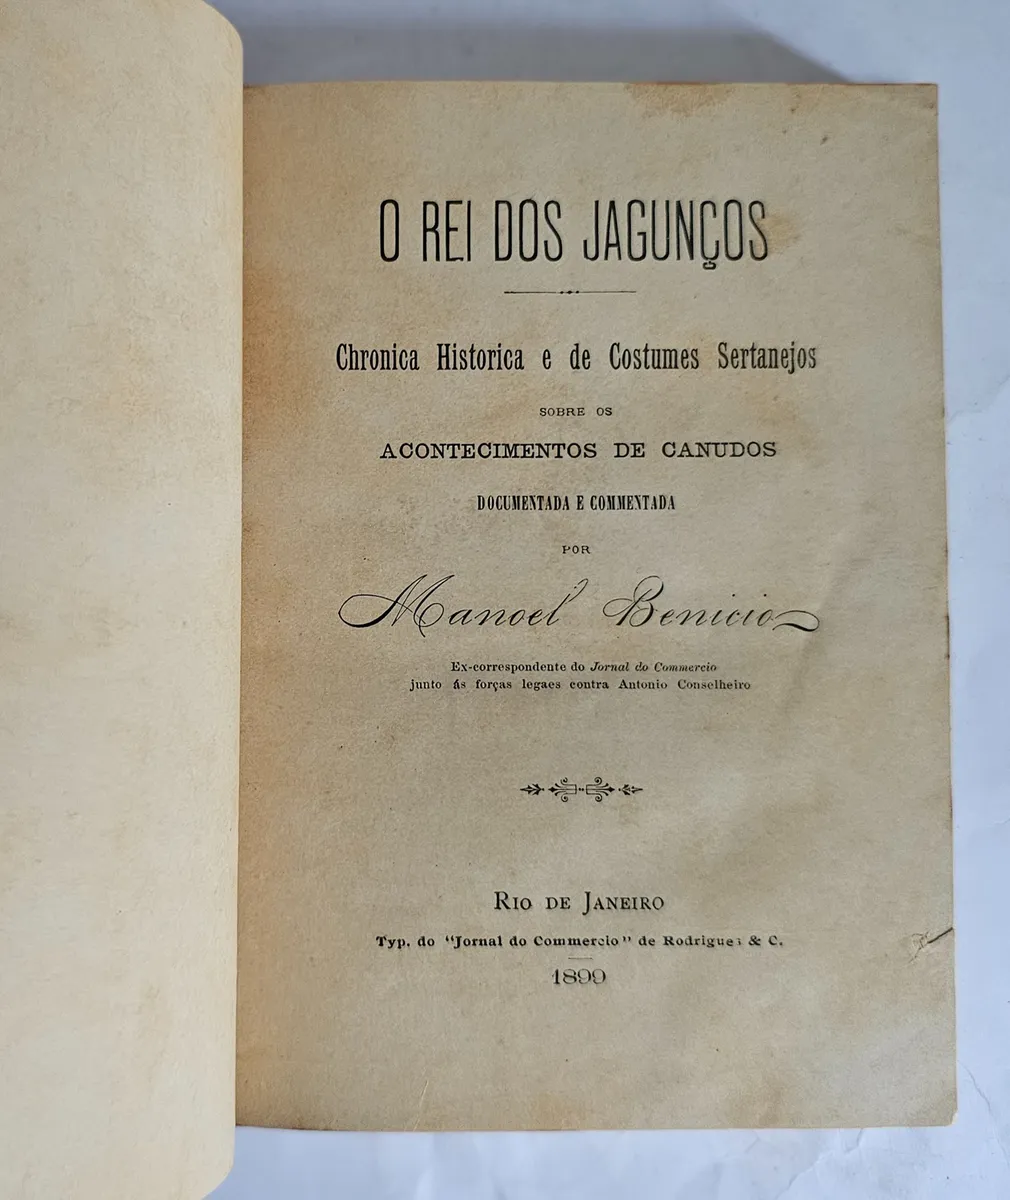 O REI DOS JAGUNÇOS
Chronica Historica e de Costumes Sertanejos
SOBRE OS
ACONTECIMENTOS DE CANUDOS
DOCUMENTADA E COMMENTADA
POR
Manoel Benicio
Ex-correspondente do Jornal do Commercio
junto ás forças legaes contra Antonio Conselheiro
RIO DE JANEIRO
Typ. do "Jornal do Commercio" de Rodrigues & C.
1899